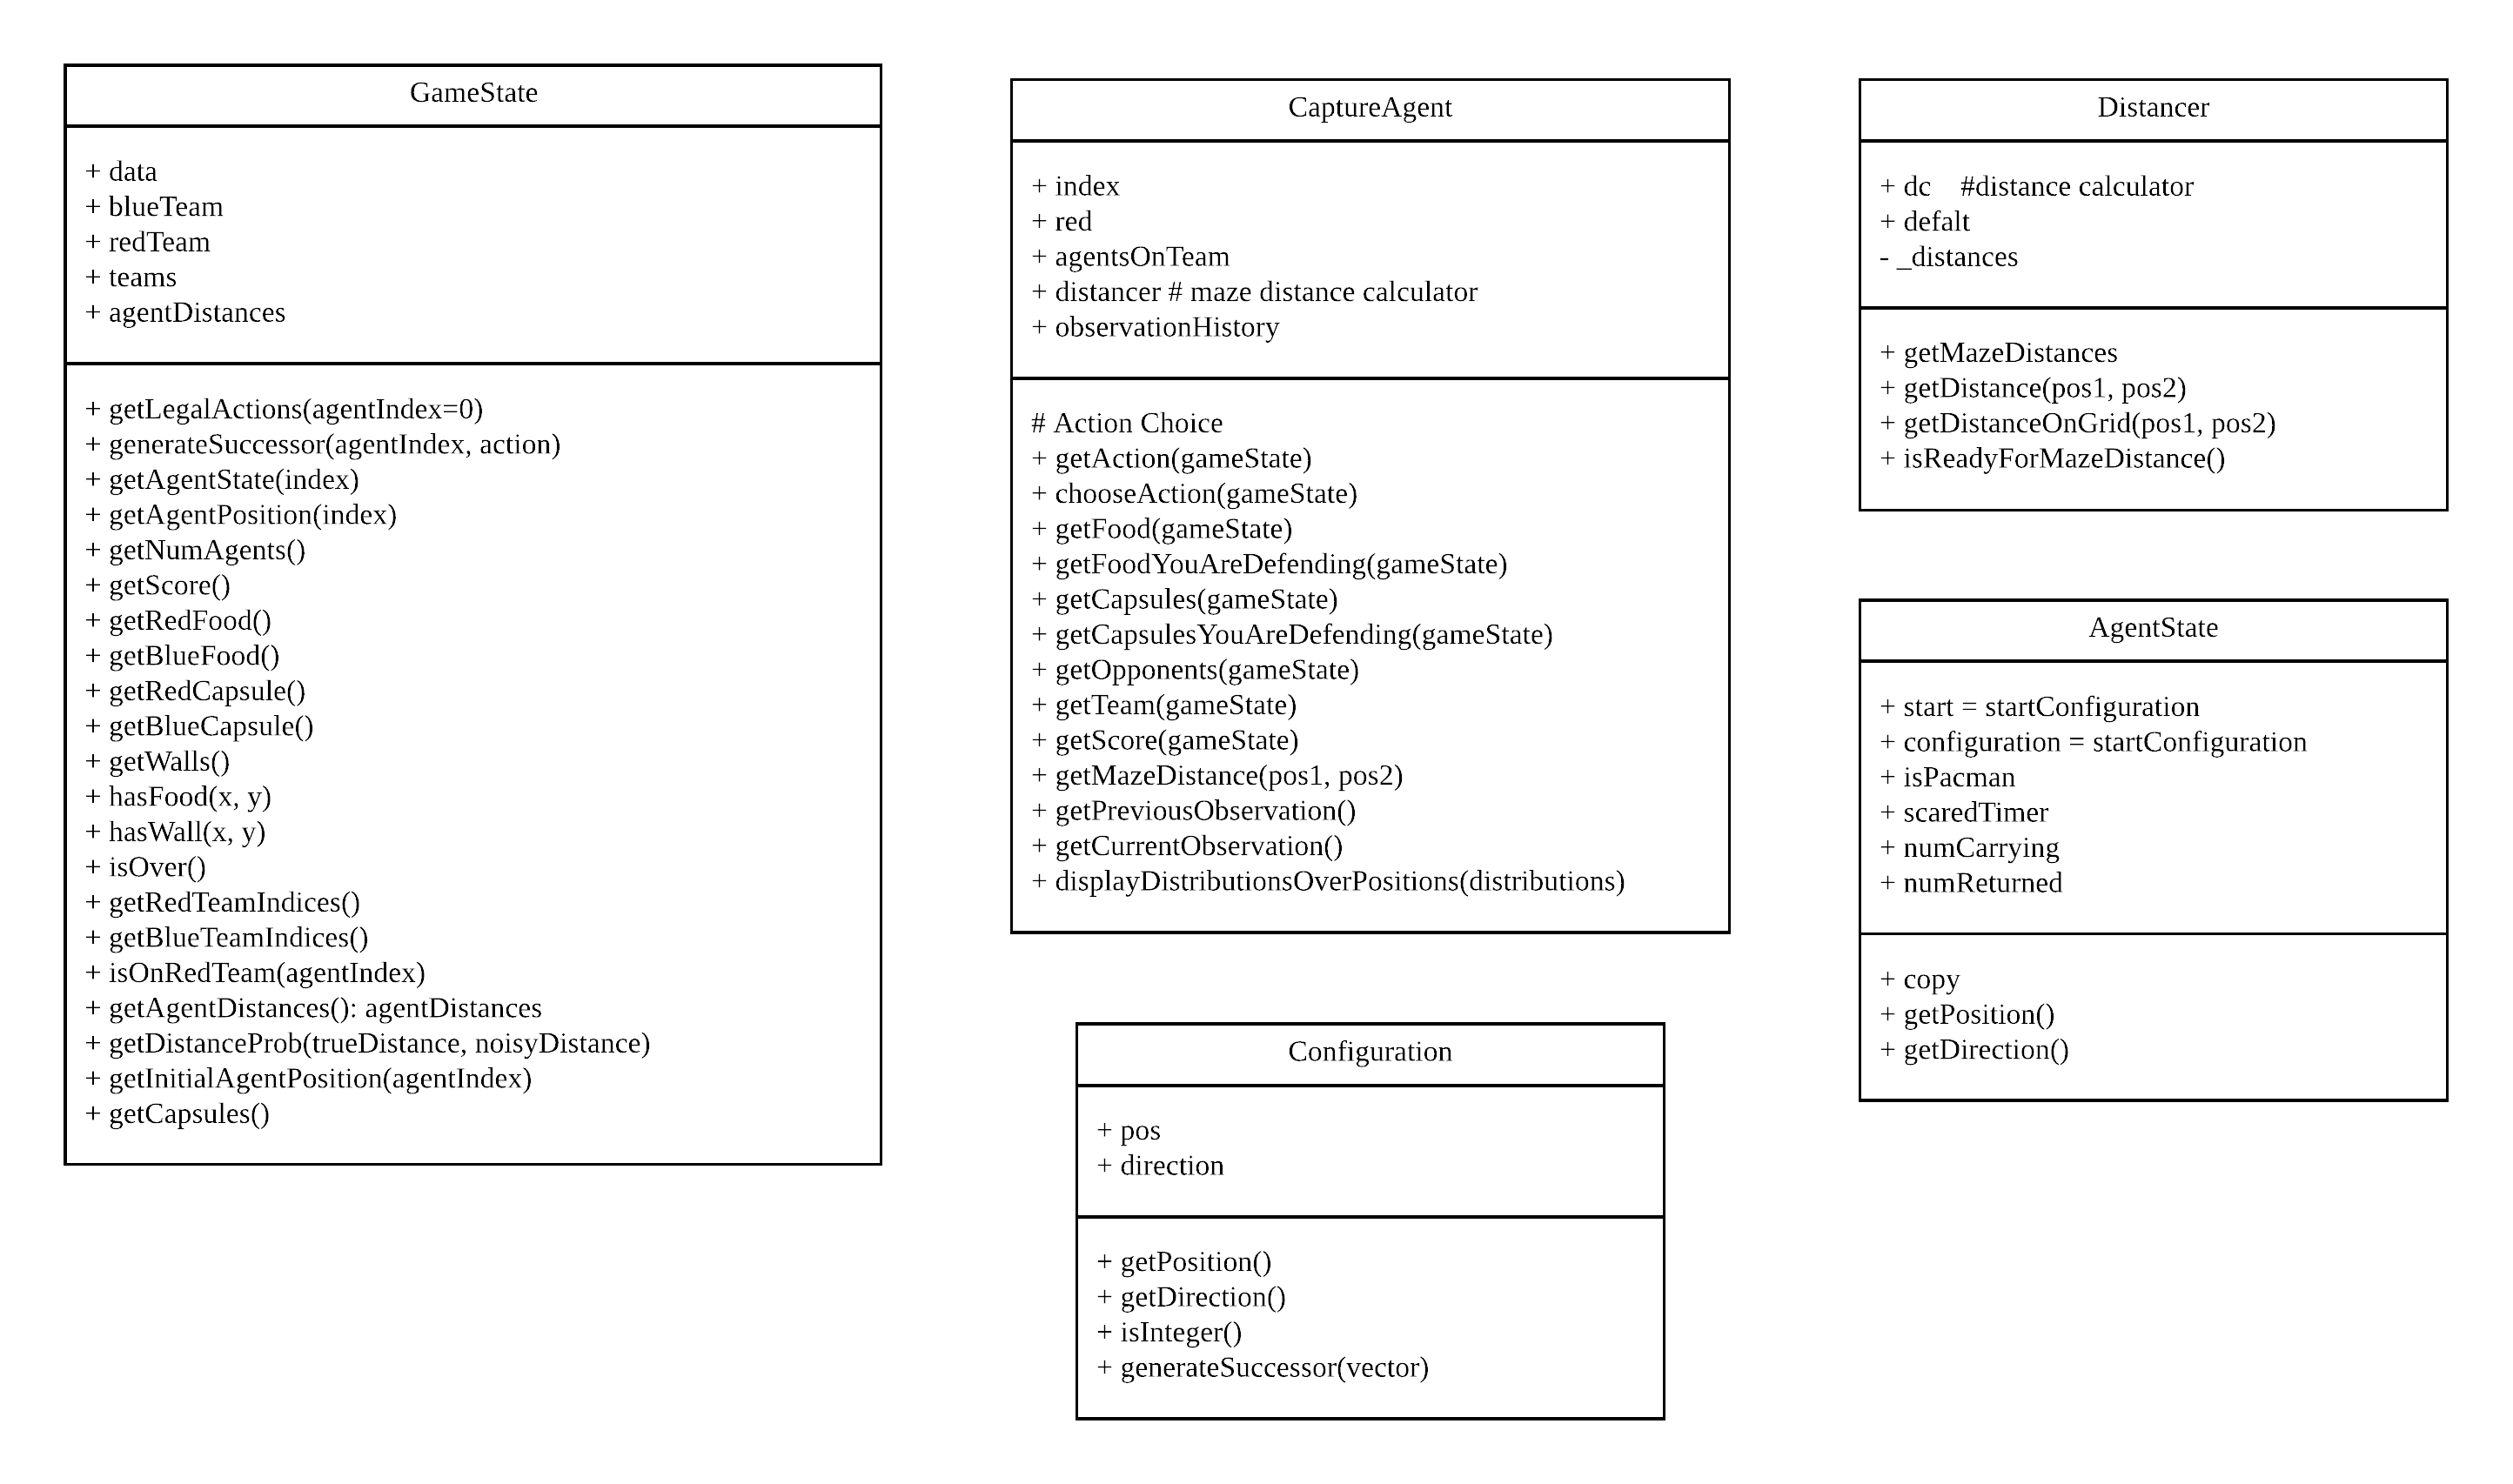 GameState
+ data
+ blueTeam
+ redTeam
+ teams
+ agentDistances
+ getLegalActions(agentIndex=0)
+ generateSuccessor(agentIndex, action)
+ getAgentState(index)
+ getAgentPosition(index)
+ getNumAgents()
+ getScore()
+ getRedFood()
+ getBlueFood()
+ getRedCapsule()
+ getBlueCapsule()
+ getWalls()
+ hasFood(x, y)
+ hasWall(x, y)
+ isOver()
+ getRedTeamIndices()
+ getBlueTeamIndices()
+ isOnRedTeam(agentIndex)
+ getAgentDistances(): agentDistances
+ getDistanceProb(trueDistance, noisyDistance)
+ getInitialAgentPosition(agentIndex)
+ getCapsules()
CaptureAgent
+ index
+ red
+ agentsOnTeam
+ distancer # maze distance calculator
+ observationHistory
# Action Choice
+ getAction(gameState)
+ chooseAction(gameState)
+ getFood(gameState)
+ getFoodYouAreDefending(gameState)
+ getCapsules(gameState)
+ getCapsulesYouAreDefending(gameState)
+ getOpponents(gameState)
+ getTeam(gameState)
+ getScore(gameState)
+ getMazeDistance(pos1, pos2)
+ getPreviousObservation()
+ getCurrentObservation()
+ displayDistributionsOverPositions(distributions)
Configuration
+ pos
+ direction
+ getPosition()
+ getDirection()
+ isInteger()
+ generateSuccessor(vector)
Distancer
+ dc    #distance calculator
+ defalt
- _distances
+ getMazeDistances
+ getDistance(pos1, pos2)
+ getDistanceOnGrid(pos1, pos2)
+ isReadyForMazeDistance()
AgentState
+ start = startConfiguration
+ configuration = startConfiguration
+ isPacman
+ scaredTimer
+ numCarrying
+ numReturned
+ copy
+ getPosition()
+ getDirection()